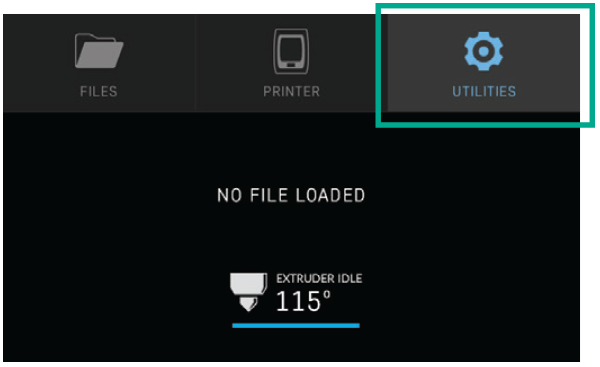 FILES
PRINTER
UTILITIES
NO FILE LOADED
EXTRUDER IDLE
115°